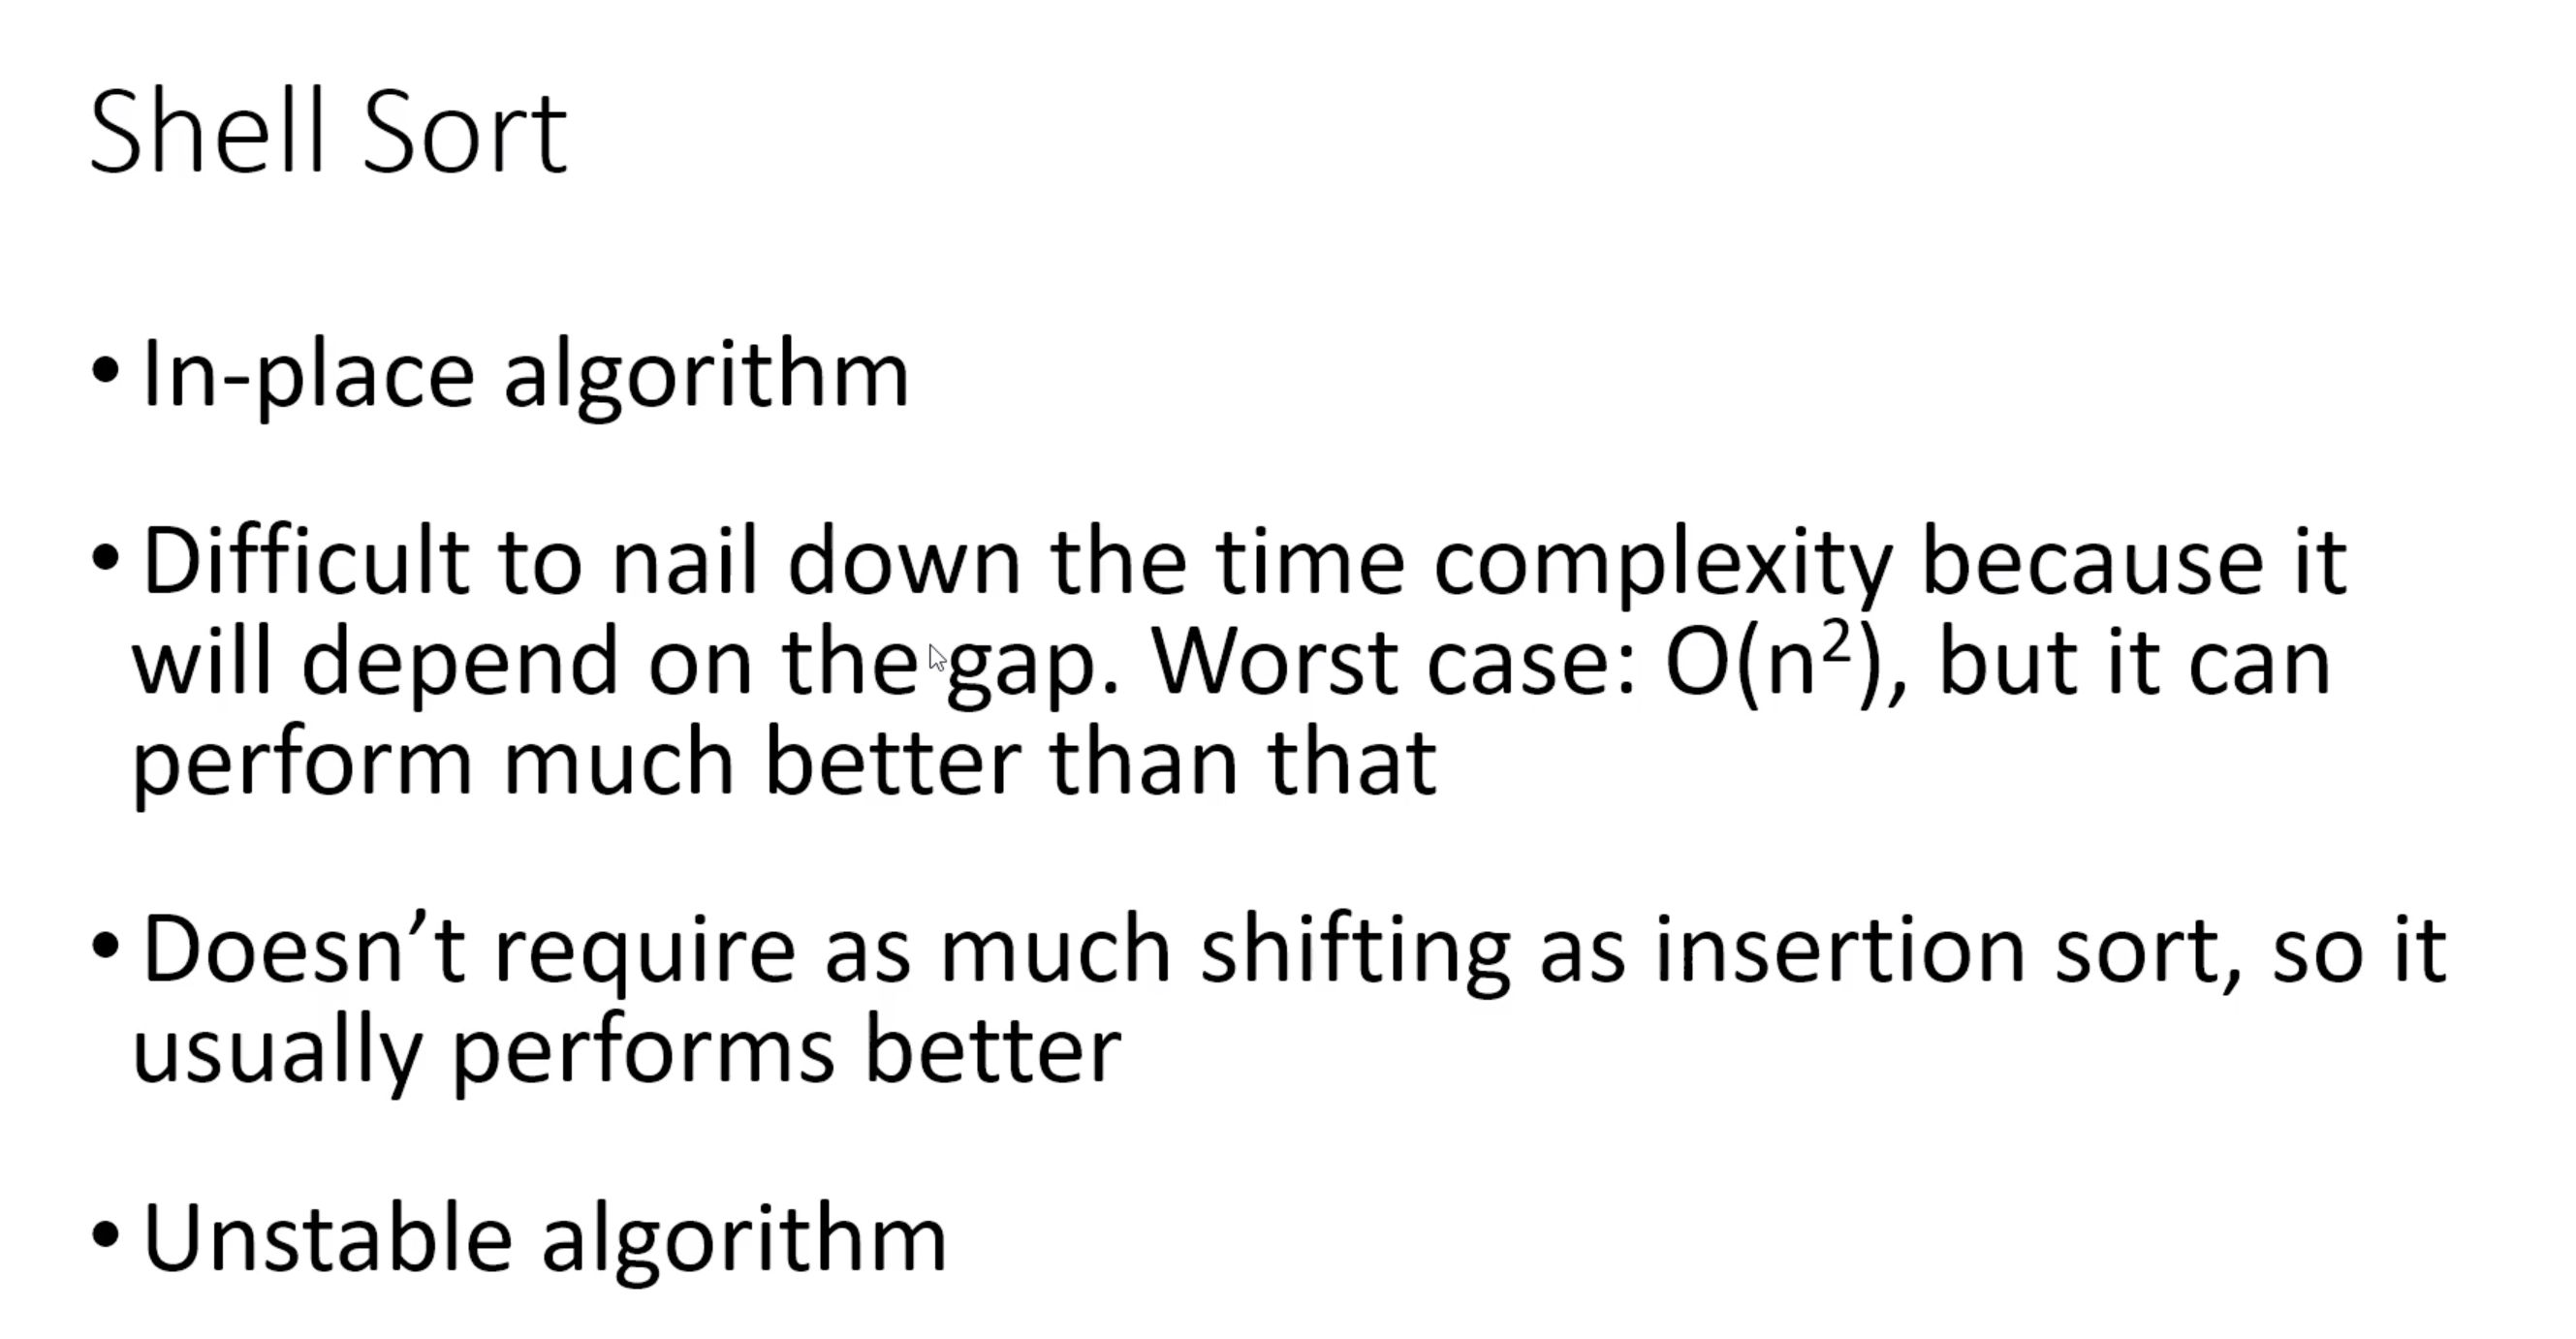 Shell Sort
• In-place algorithm
• Difficult to nail down the time complexity because it
will depend on the gap. Worst case: O(n²), but it can
perform much better than that
• Doesn’t require as much shifting as insertion sort, so it
usually performs better
• Unstable algorithm